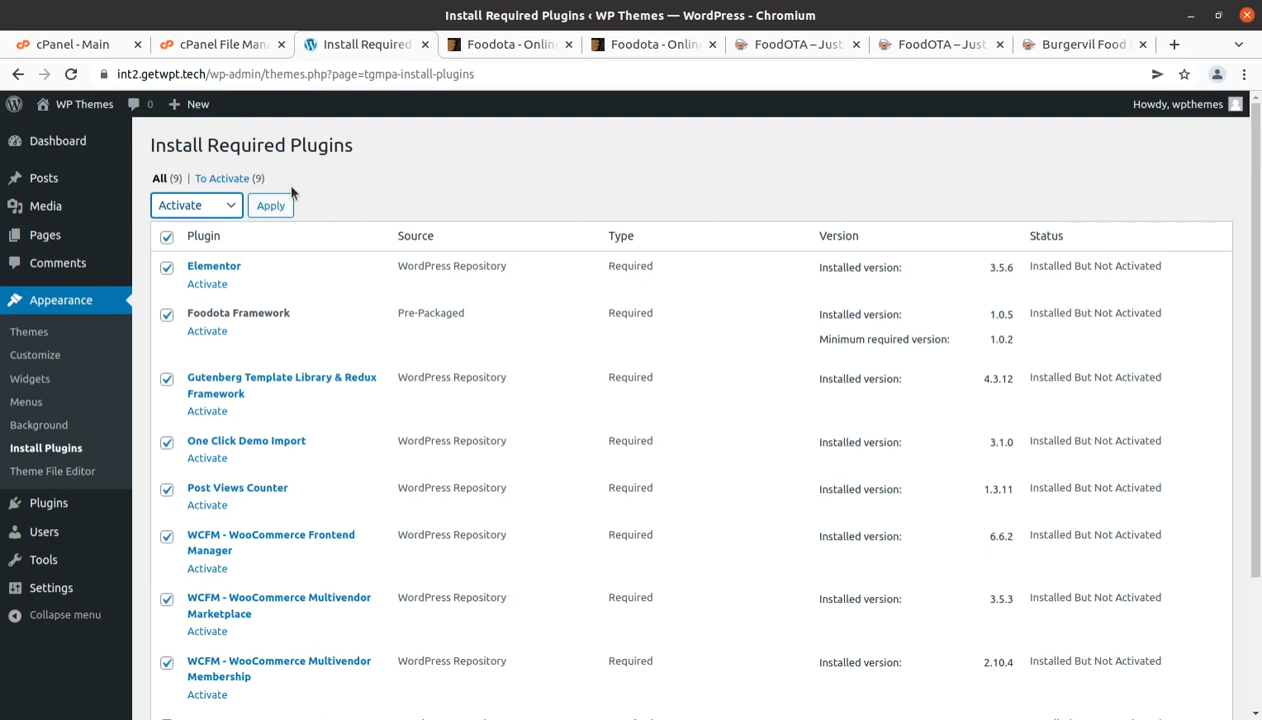 Install Required Plugins ‹ WP Themes — WordPress - Chromium
cPanel - Main
cPanel File Mana
Install Required
Foodota - Onlin
Foodota - Onlin
FoodOTA – Just
FoodOTA – Just
Burgervil Food
int2.getwpt.tech/wp-admin/themes.php?page=tgmpa-install-plugins
WP Themes 0 New
Howdy, wpthemes
Dashboard
Posts
Media
Pages
Comments
Appearance
Themes
Customize
Widgets
Menus
Background
Install Plugins
Theme File Editor
Plugins
Users
Tools
Settings
Collapse menu
Install Required Plugins
All (9) | To Activate (9)
Activate Apply
Plugin Source Type Version Status
Elementor WordPress Repository Required Installed version: 3.5.6 Installed But Not Activated
Activate
Foodota Framework Pre-Packaged Required Installed version: 1.0.5 Installed But Not Activated
Activate
Minimum required version: 1.0.2
Gutenberg Template Library & Redux WordPress Repository Required Installed version: 4.3.12 Installed But Not Activated
Framework
Activate
One Click Demo Import WordPress Repository Required Installed version: 3.1.0 Installed But Not Activated
Activate
Post Views Counter WordPress Repository Required Installed version: 1.3.11 Installed But Not Activated
Activate
WCFM - WooCommerce Frontend WordPress Repository Required Installed version: 6.6.2 Installed But Not Activated
Manager
Activate
WCFM - WooCommerce Multivendor WordPress Repository Required Installed version: 3.5.3 Installed But Not Activated
Marketplace
Activate
WCFM - WooCommerce Multivendor WordPress Repository Required Installed version: 2.10.4 Installed But Not Activated
Membership
Activate